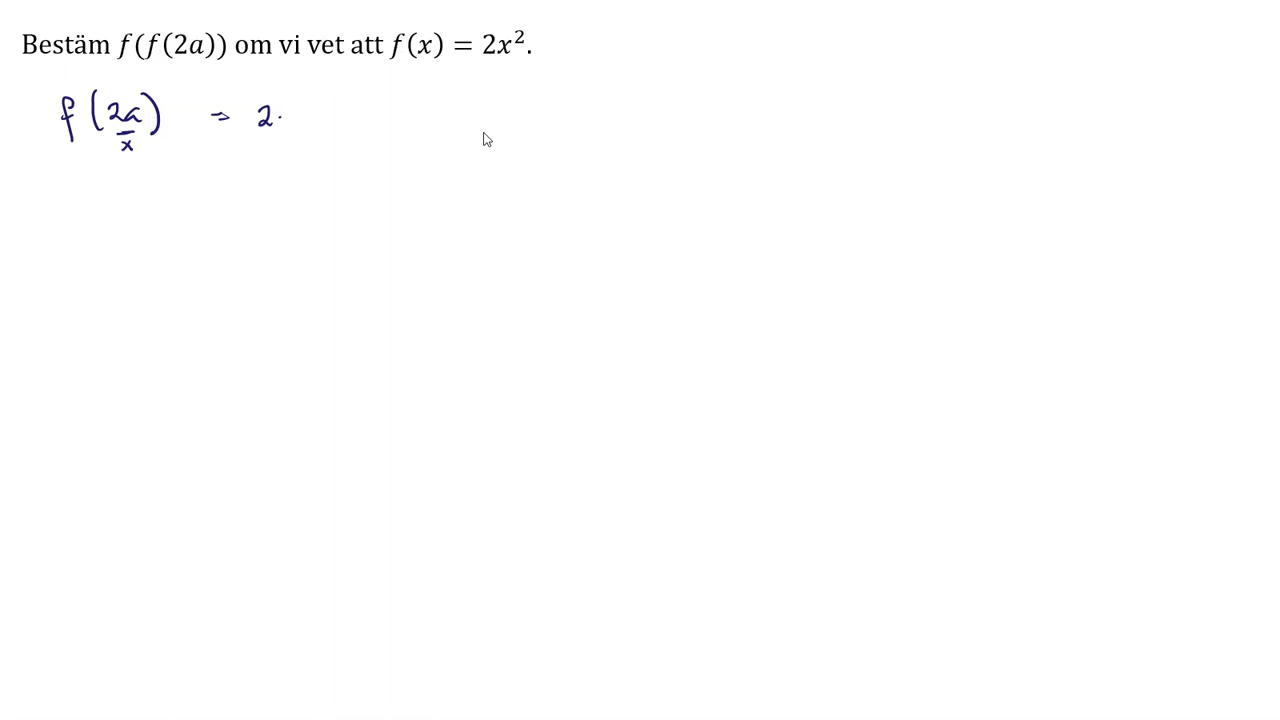 Bestäm f(f(2a)) om vi vet att f(x) = 2x².
f(2a) = 2·
x